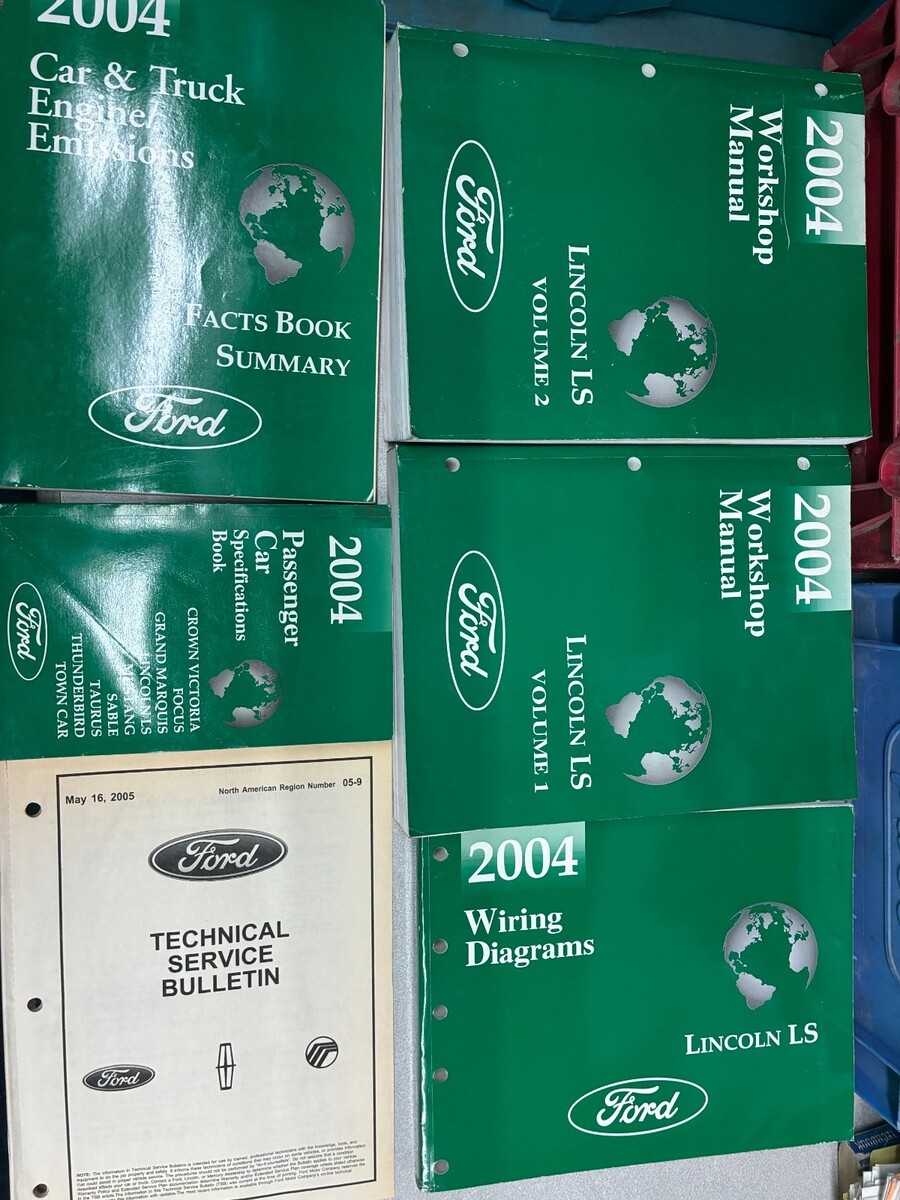 2004
Car & Truck
Engine/
Emissions
FACTS BOOK
SUMMARY
Ford
2004
Workshop
Manual
LINCOLN LS
VOLUME 2
Ford
2004
Passenger
Car
Specifications
Book
CROWN VICTORIA
FOCUS
GRAND MARQUIS
LINCOLN LS
MUSTANG
SABLE
TAURUS
THUNDERBIRD
TOWN CAR
Ford
2004
Workshop
Manual
LINCOLN LS
VOLUME 1
Ford
May 16, 2005
North American Region Number 05-9
Ford
TECHNICAL
SERVICE
BULLETIN
Ford
2004
Wiring
Diagrams
LINCOLN LS
Ford